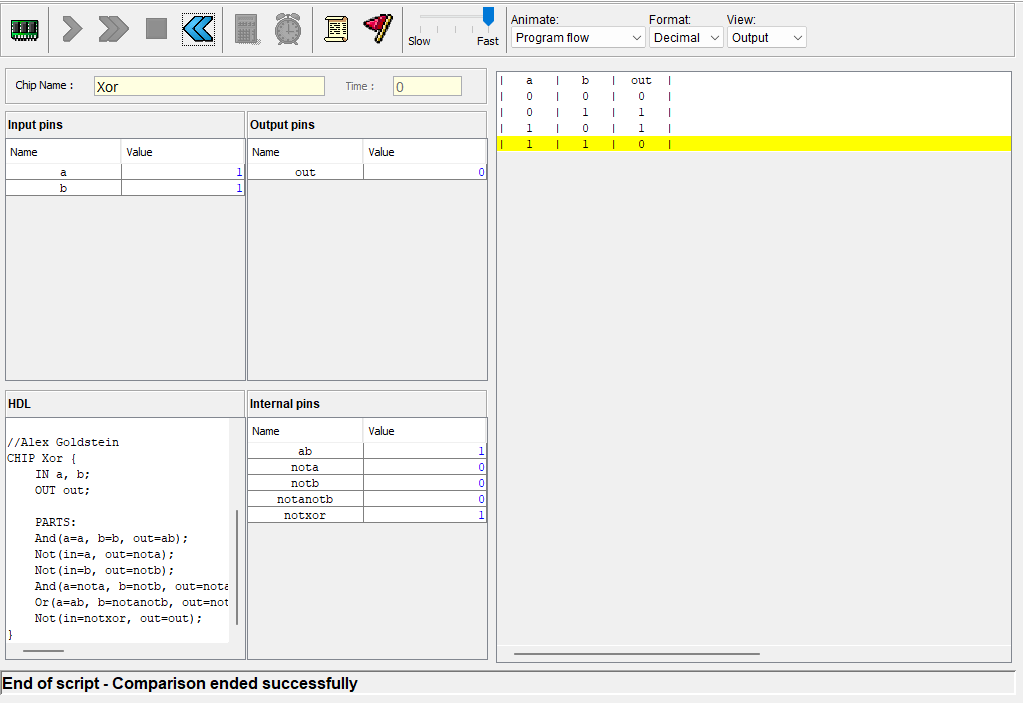 Animate: Format: View:
Slow Fast Program flow Decimal Output
Chip Name : Xor Time : 0
Input pins Output pins
Name Value Name Value
a 1 out 0
b 1
| a | b | out |
| 0 | 0 | 0 |
| 0 | 1 | 1 |
| 1 | 0 | 1 |
| 1 | 1 | 0 |
HDL
//Alex Goldstein
CHIP Xor {
IN a, b;
OUT out;
PARTS:
And(a=a, b=b, out=ab);
Not(in=a, out=nota);
Not(in=b, out=notb);
And(a=nota, b=notb, out=nota
Or(a=ab, b=notanotb, out=not
Not(in=notxor, out=out);
}
Internal pins
Name Value
ab 1
nota 0
notb 0
notanotb 0
notxor 1
End of script - Comparison ended successfully